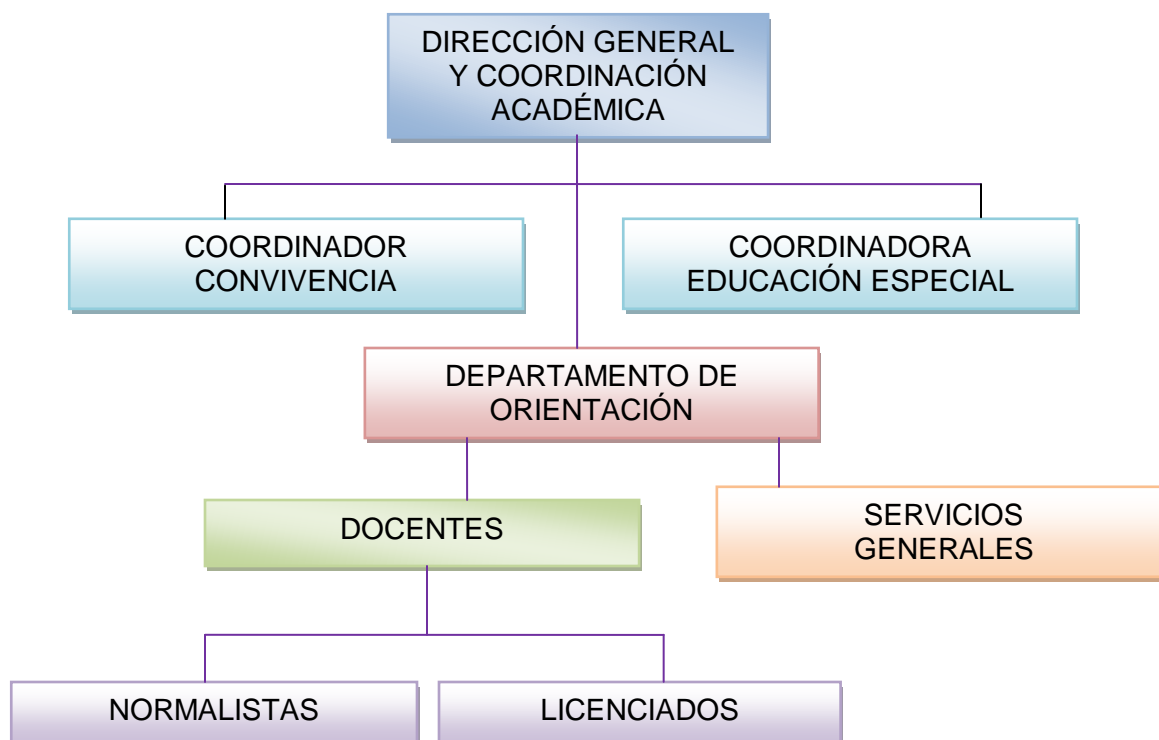 DIRECCIÓN GENERAL
Y COORDINACIÓN
ACADÉMICA
COORDINADOR
CONVIVENCIA
COORDINADORA
EDUCACIÓN ESPECIAL
DEPARTAMENTO DE
ORIENTACIÓN
DOCENTES
SERVICIOS
GENERALES
NORMALISTAS
LICENCIADOS